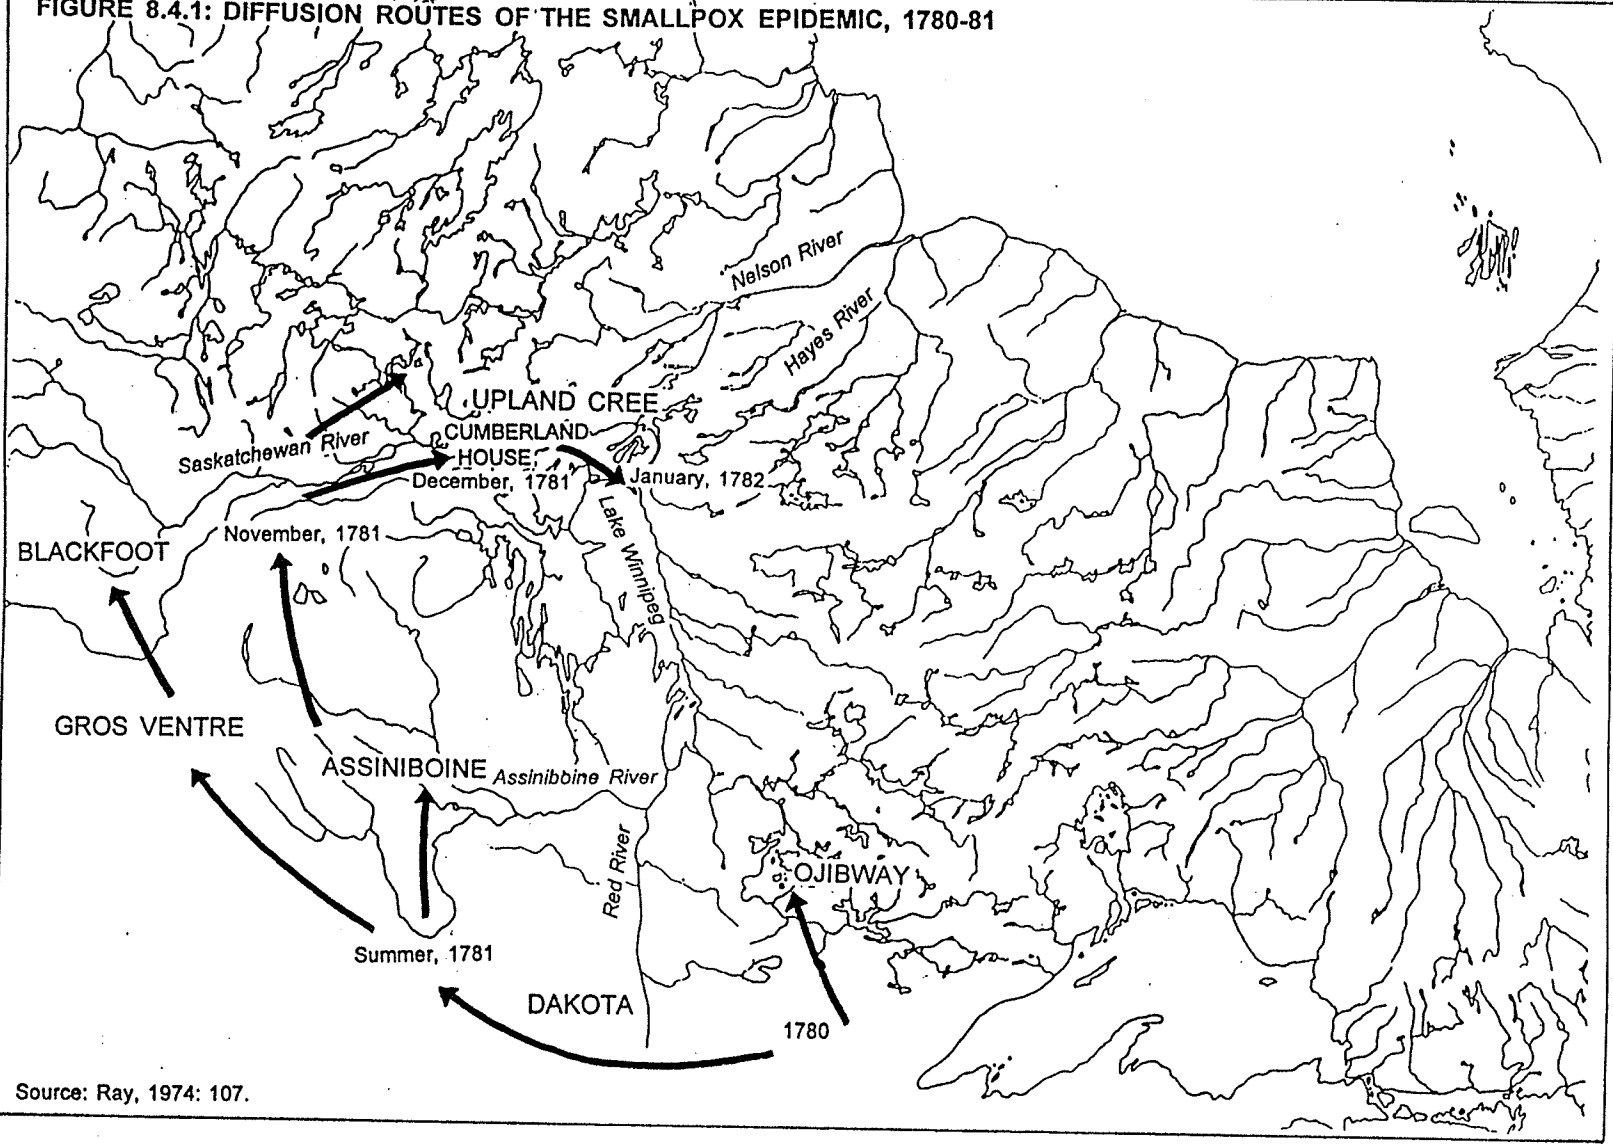 FIGURE 8.4.1: DIFFUSION ROUTES OF THE SMALLPOX EPIDEMIC, 1780-81
Nelson River
Hayes River
UPLAND CREE
CUMBERLAND
HOUSE
Saskatchewan River
December, 1781
January, 1782
Lake Winnipeg
November, 1781
BLACKFOOT
GROS VENTRE
ASSINIBOINE
Assiniboine River
Red River
OJIBWAY
Summer, 1781
DAKOTA
1780
Source: Ray, 1974: 107.